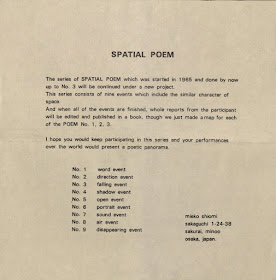 SPATIAL POEM
The series of SPATIAL POEM which was started in 1965 and done by now
up to No. 3 will be continued under a new project.
This series consists of nine events which include the similar character of
space.
And when all of the events are finished, whole reports from the participant
will be edited and published in a book, though we just made a map for each
of the POEM No. 1, 2, 3.
I hope you would keep participating in this series and your performances
over the world would present a poetic panorama.
No. 1 word event
No. 2 direction event
No. 3 falling event
No. 4 shadow event
No. 5 open event
No. 6 portrait event
No. 7 sound event
No. 8 air event
No. 9 disappearing event
mieko shiomi
takaguchi 1-24-38
sakurai, minoo
osaka, japan.